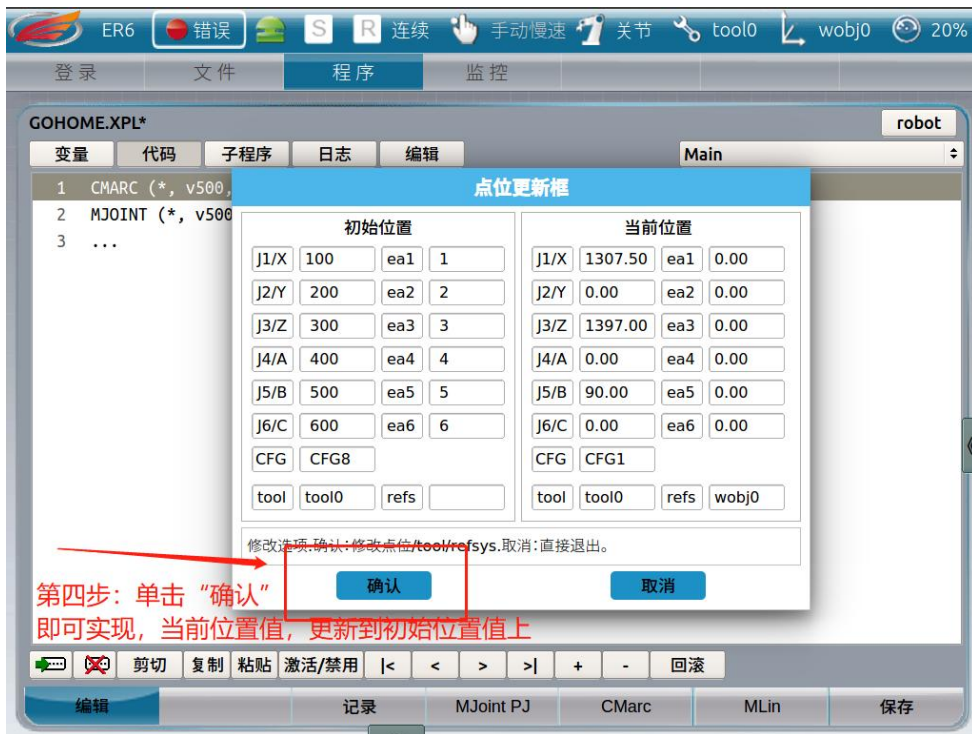 ER6 错误 S R 连续 手动慢速 关节 tool0 wobj0 20%
登录 文件 程序 监控
GOHOME.XPL* robot
变量 代码 子程序 日志 编辑 Main
1 CMARC (*, v500,
2 MJOINT (*, v500
3 ...
点位更新框
初始位置 当前位置
J1/X 100 ea1 1 J1/X 1307.50 ea1 0.00
J2/Y 200 ea2 2 J2/Y 0.00 ea2 0.00
J3/Z 300 ea3 3 J3/Z 1397.00 ea3 0.00
J4/A 400 ea4 4 J4/A 0.00 ea4 0.00
J5/B 500 ea5 5 J5/B 90.00 ea5 0.00
J6/C 600 ea6 6 J6/C 0.00 ea6 0.00
CFG CFG8 CFG CFG1
tool tool0 refs tool tool0 refs wobj0
修改选项.确认:修改点位/tool/refsys.取消:直接退出。
确认 取消
第四步：单击“确认”
即可实现，当前位置值，更新到初始位置值上
剪切 复制 粘贴 激活/禁用 |< < > >| + - 回滚
编辑 记录 MJoint PJ CMarc MLin 保存